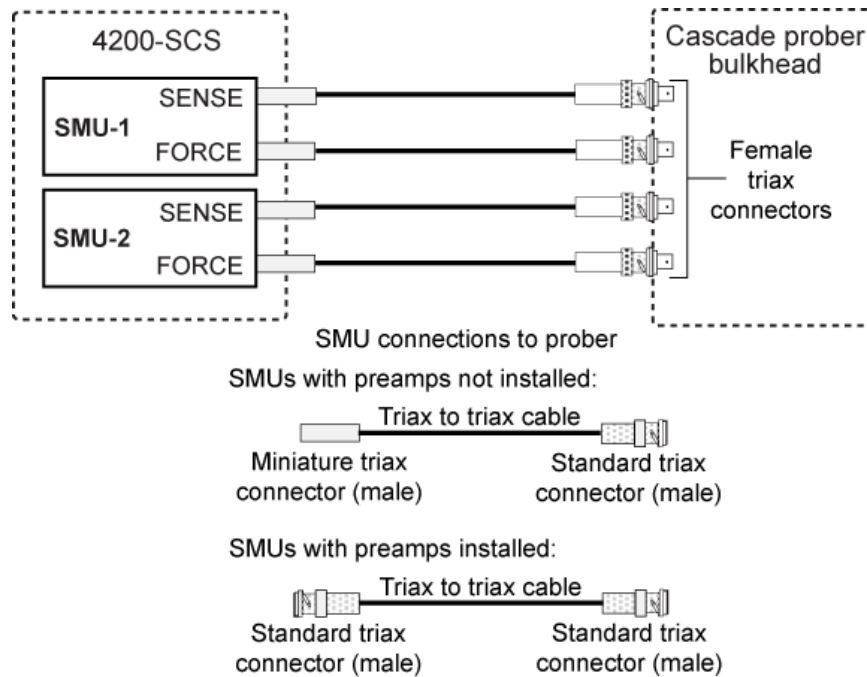 4200-SCS
Cascade prober
bulkhead
SENSE
SMU-1
FORCE
SENSE
SMU-2
FORCE
Female
triax
connectors
SMU connections to prober
SMUs with preamps not installed:
Triax to triax cable
Miniature triax
connector (male)
Standard triax
connector (male)
SMUs with preamps installed:
Triax to triax cable
Standard triax
connector (male)
Standard triax
connector (male)